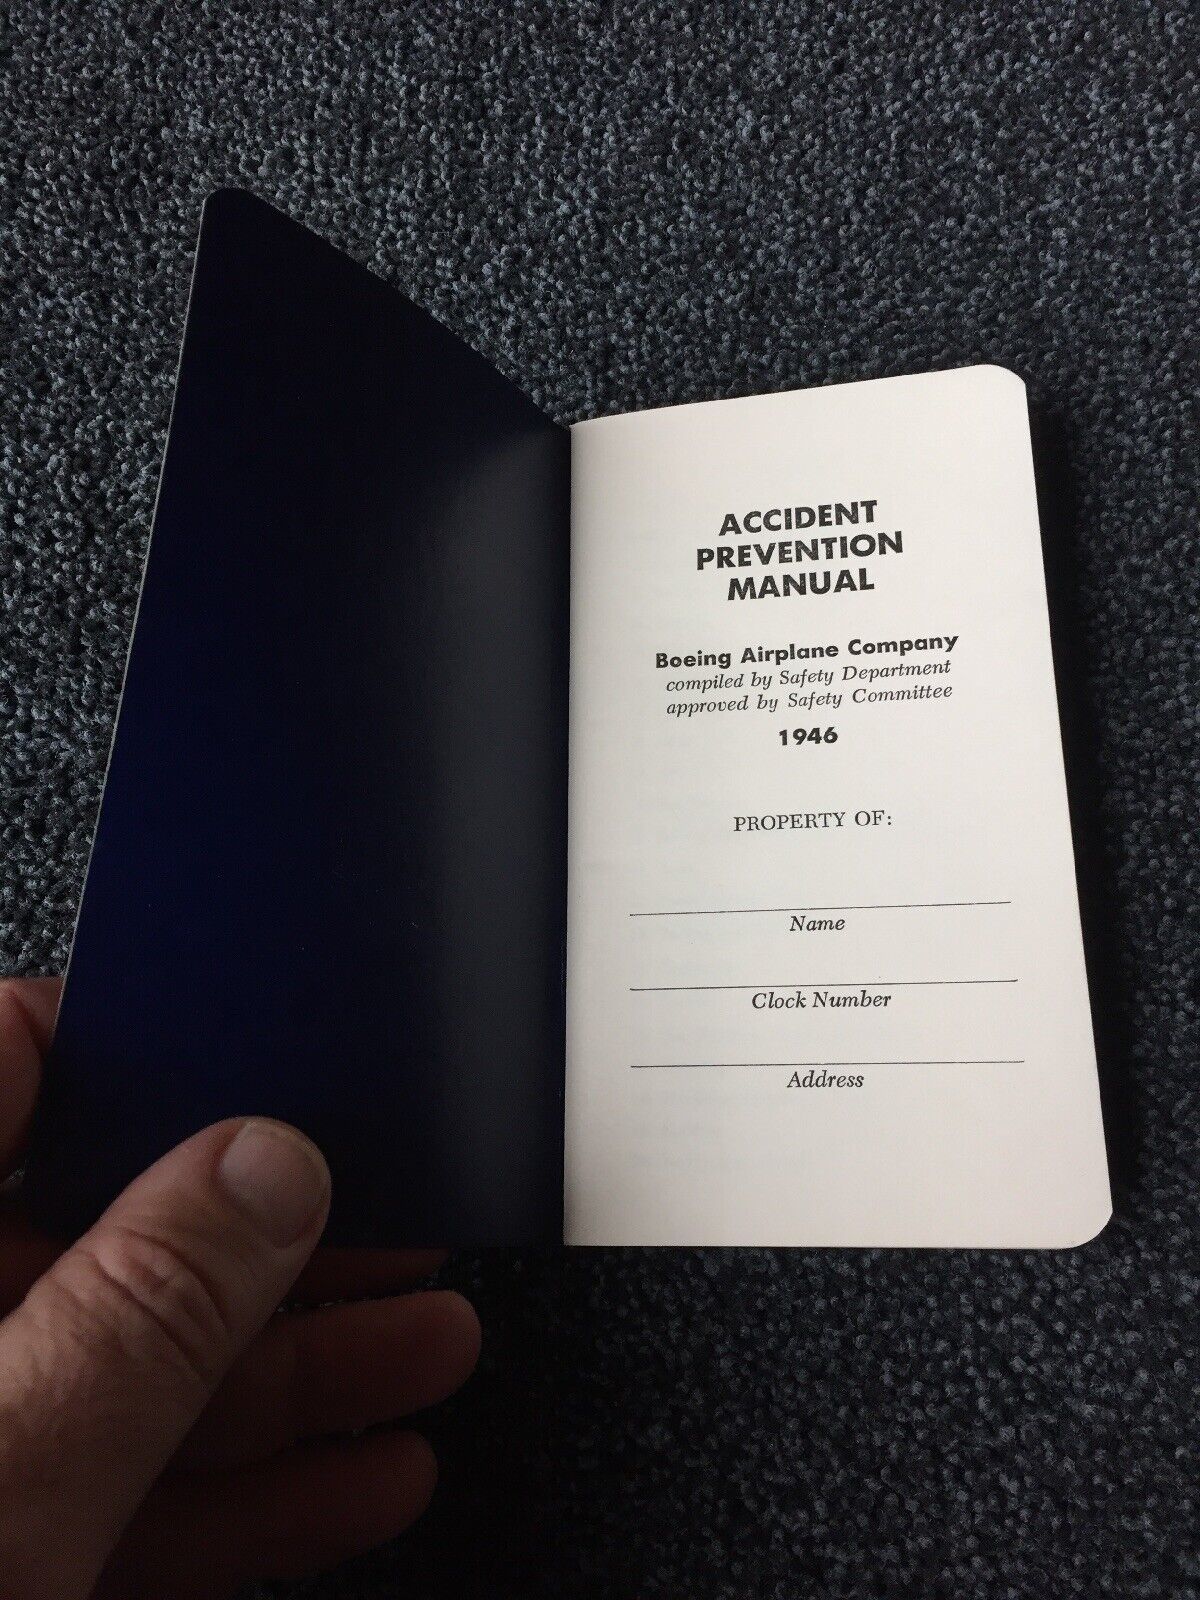 ACCIDENT
PREVENTION
MANUAL
Boeing Airplane Company
compiled by Safety Department
approved by Safety Committee
1946
PROPERTY OF:
Name
Clock Number
Address